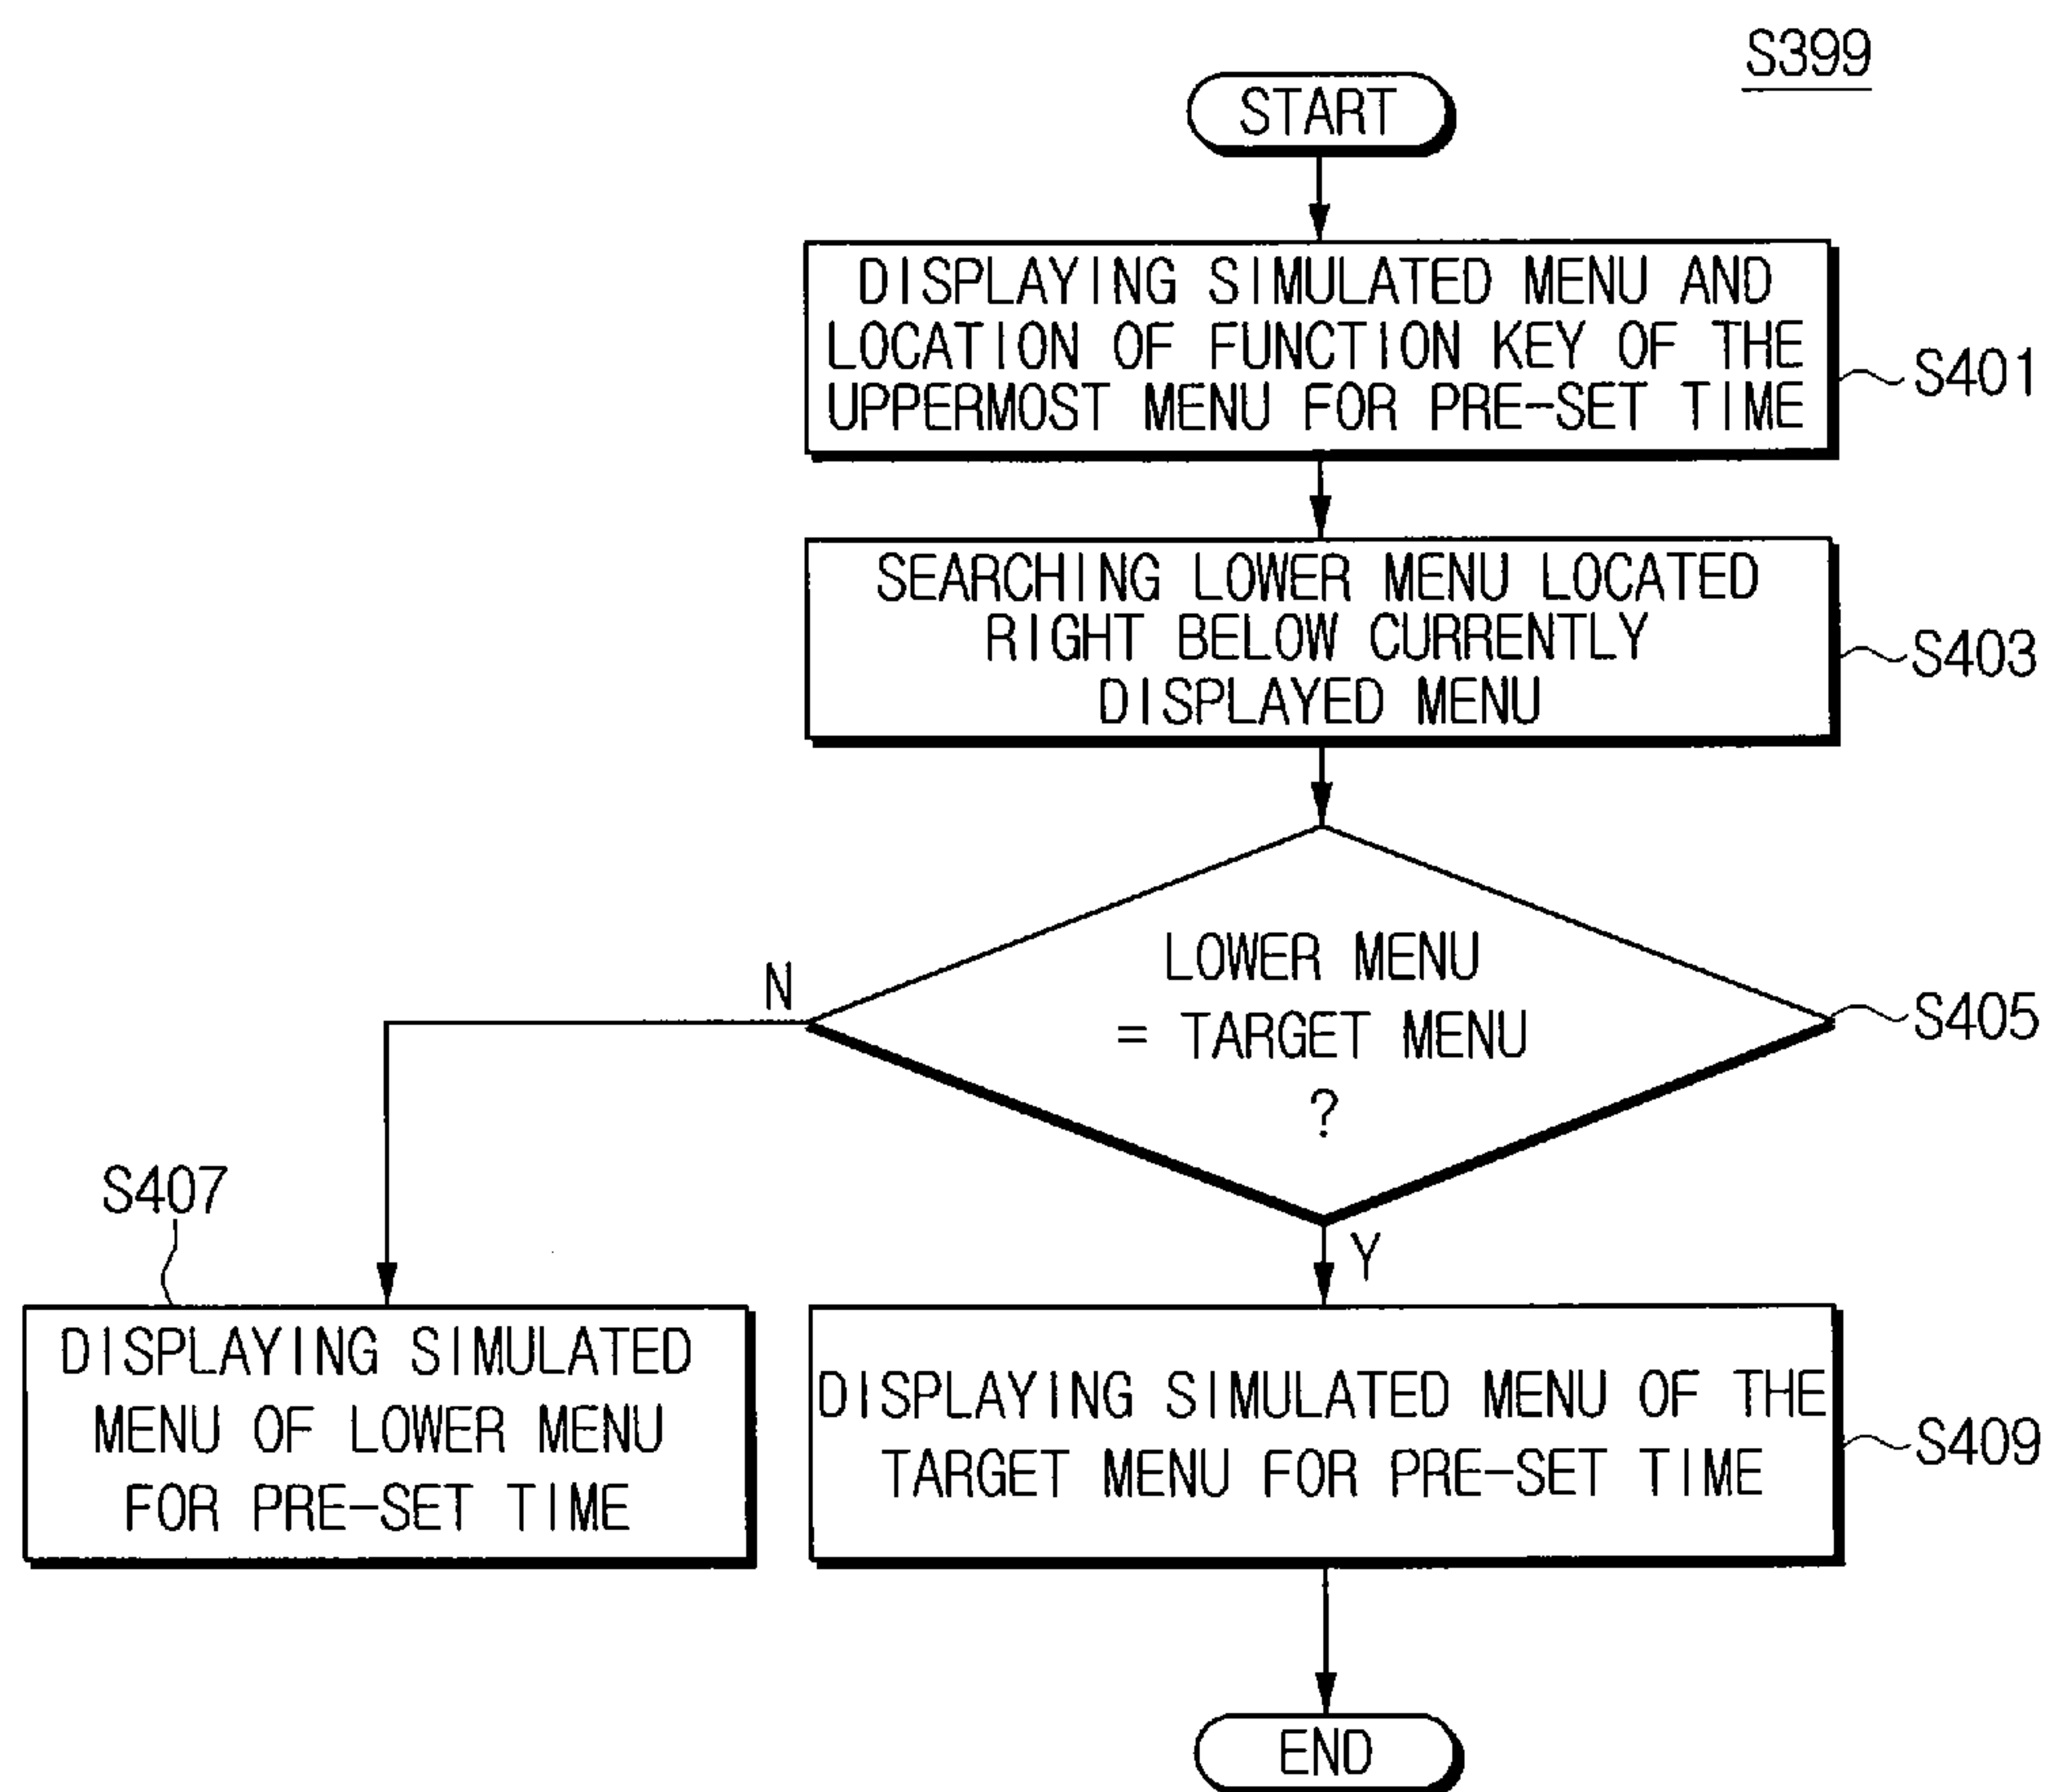 S399
START
DISPLAYING SIMULATED MENU AND
LOCATION OF FUNCTION KEY OF THE
UPPERMOST MENU FOR PRE-SET TIME
S401
SEARCHING LOWER MENU LOCATED
RIGHT BELOW CURRENTLY
DISPLAYED MENU
S403
LOWER MENU
= TARGET MENU
?
S405
N
Y
S407
DISPLAYING SIMULATED
MENU OF LOWER MENU
FOR PRE-SET TIME
DISPLAYING SIMULATED MENU OF THE
TARGET MENU FOR PRE-SET TIME
S409
END